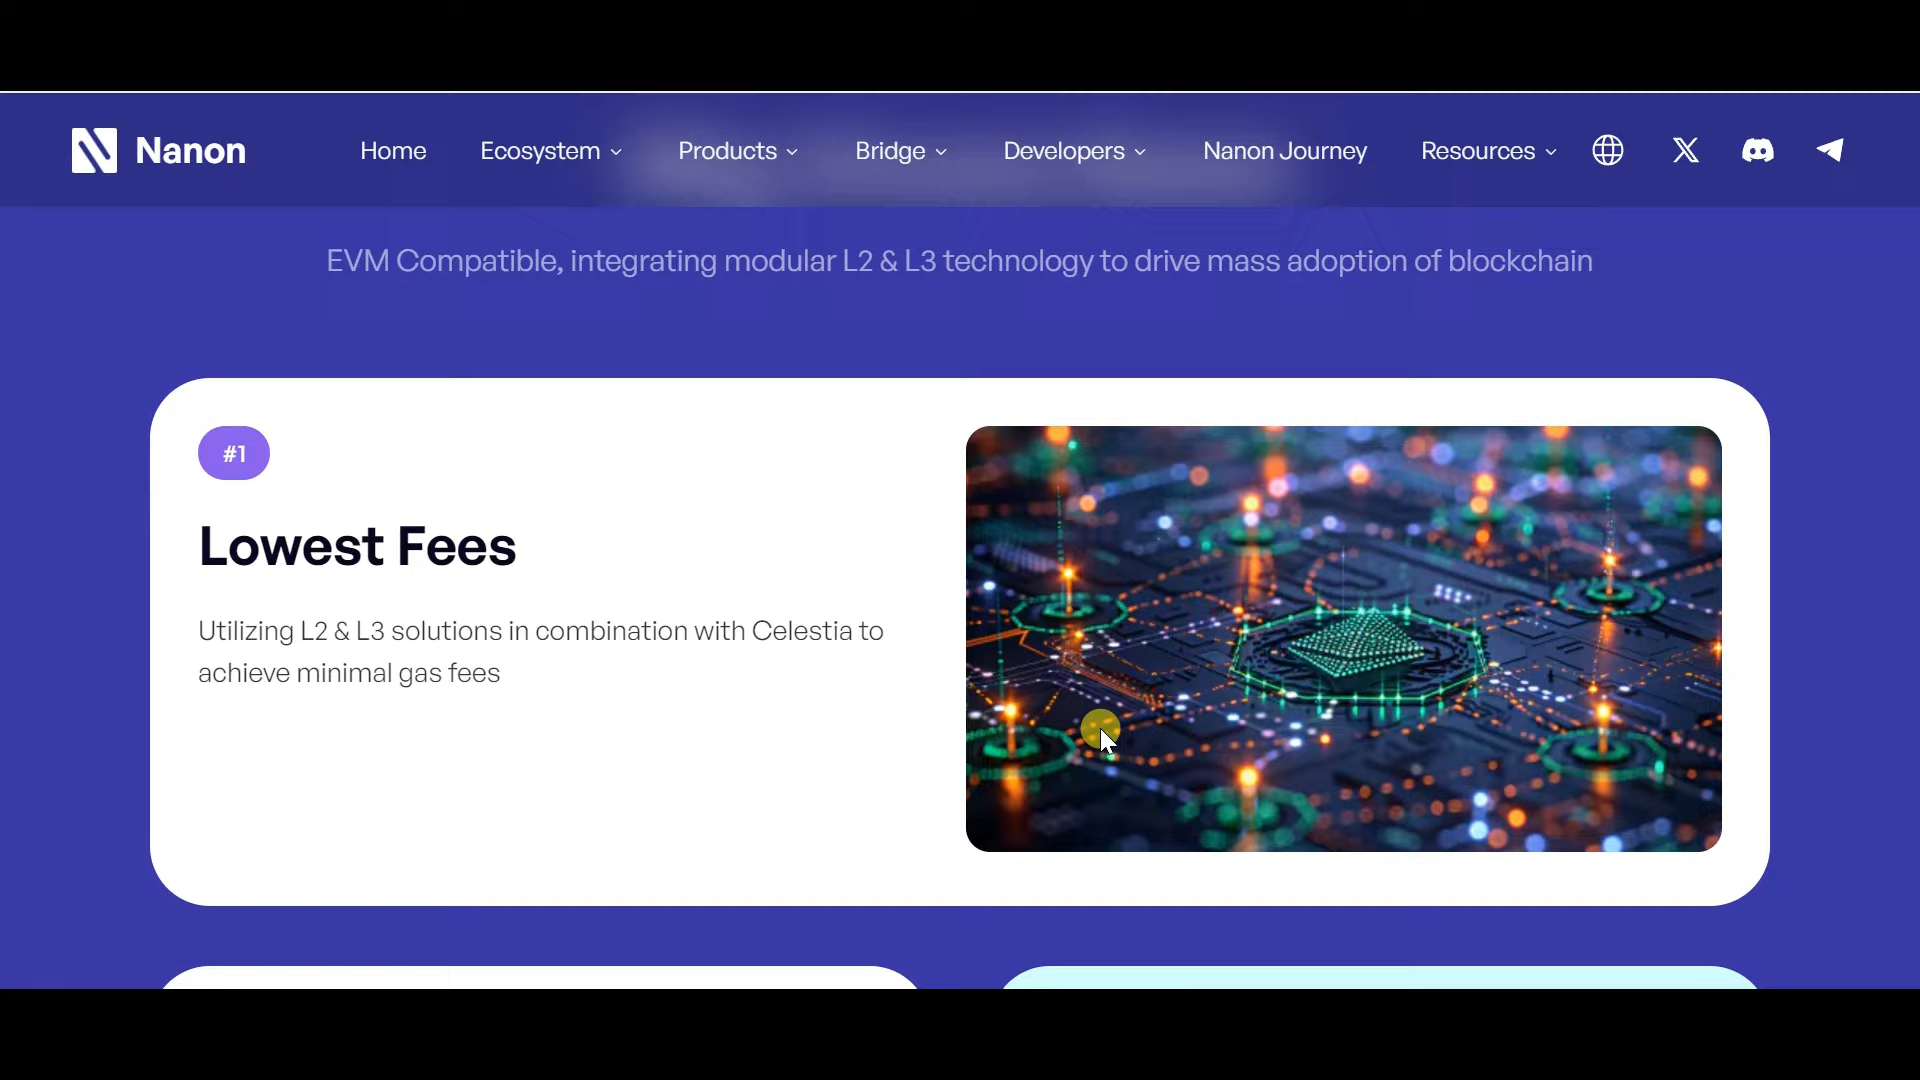 Nanon
Home Ecosystem Products Bridge Developers Nanon Journey Resources
EVM Compatible, integrating modular L2 & L3 technology to drive mass adoption of blockchain
#1
Lowest Fees
Utilizing L2 & L3 solutions in combination with Celestia to
achieve minimal gas fees